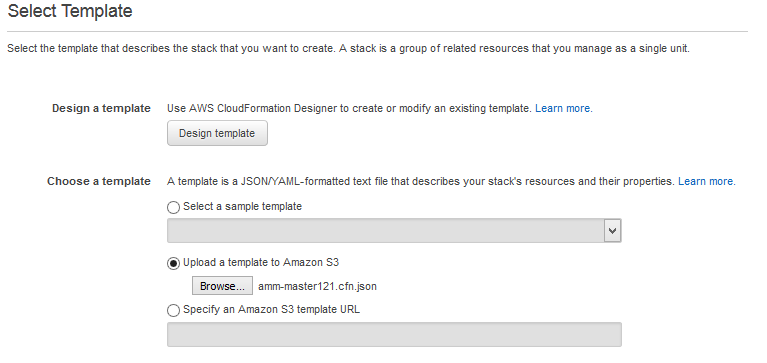 Select Template
Select the template that describes the stack that you want to create. A stack is a group of related resources that you manage as a single unit.
Design a template Use AWS CloudFormation Designer to create or modify an existing template. Learn more.
Design template
Choose a template A template is a JSON/YAML-formatted text file that describes your stack's resources and their properties. Learn more.
Select a sample template
Upload a template to Amazon S3
Browse... amm-master121.cfn.json
Specify an Amazon S3 template URL